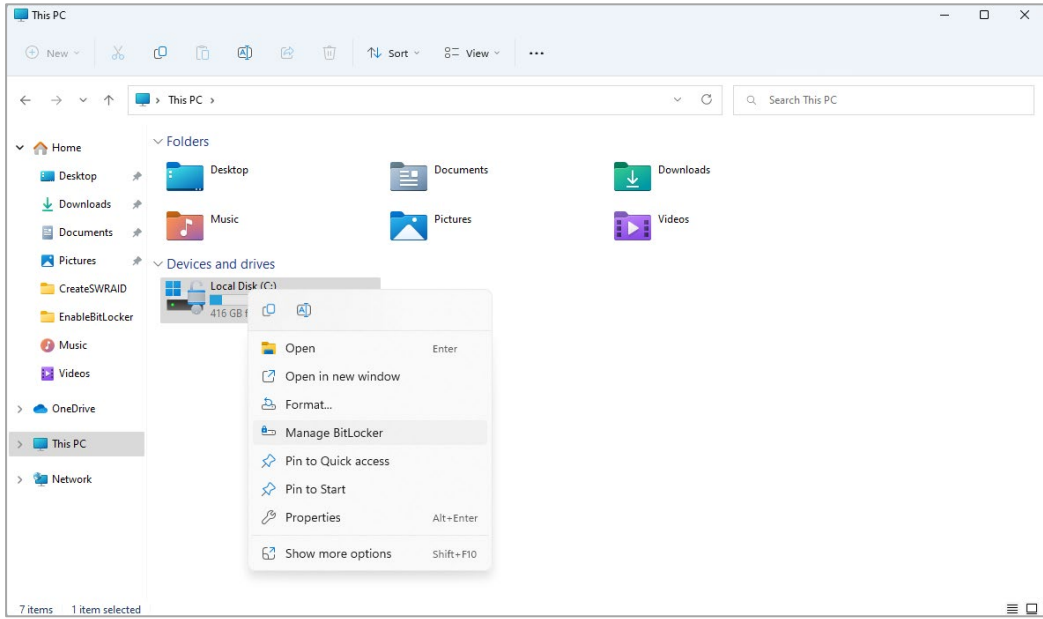 This PC
New
Sort
View
This PC
Search This PC
Home
Desktop
Downloads
Documents
Pictures
CreateSWRAID
EnableBitLocker
Music
Videos
OneDrive
This PC
Network
Folders
Desktop
Documents
Downloads
Music
Pictures
Videos
Devices and drives
Local Disk (C:)
416 GB
Open Enter
Open in new window
Format...
Manage BitLocker
Pin to Quick access
Pin to Start
Properties Alt+Enter
Show more options Shift+F10
7 items 1 item selected